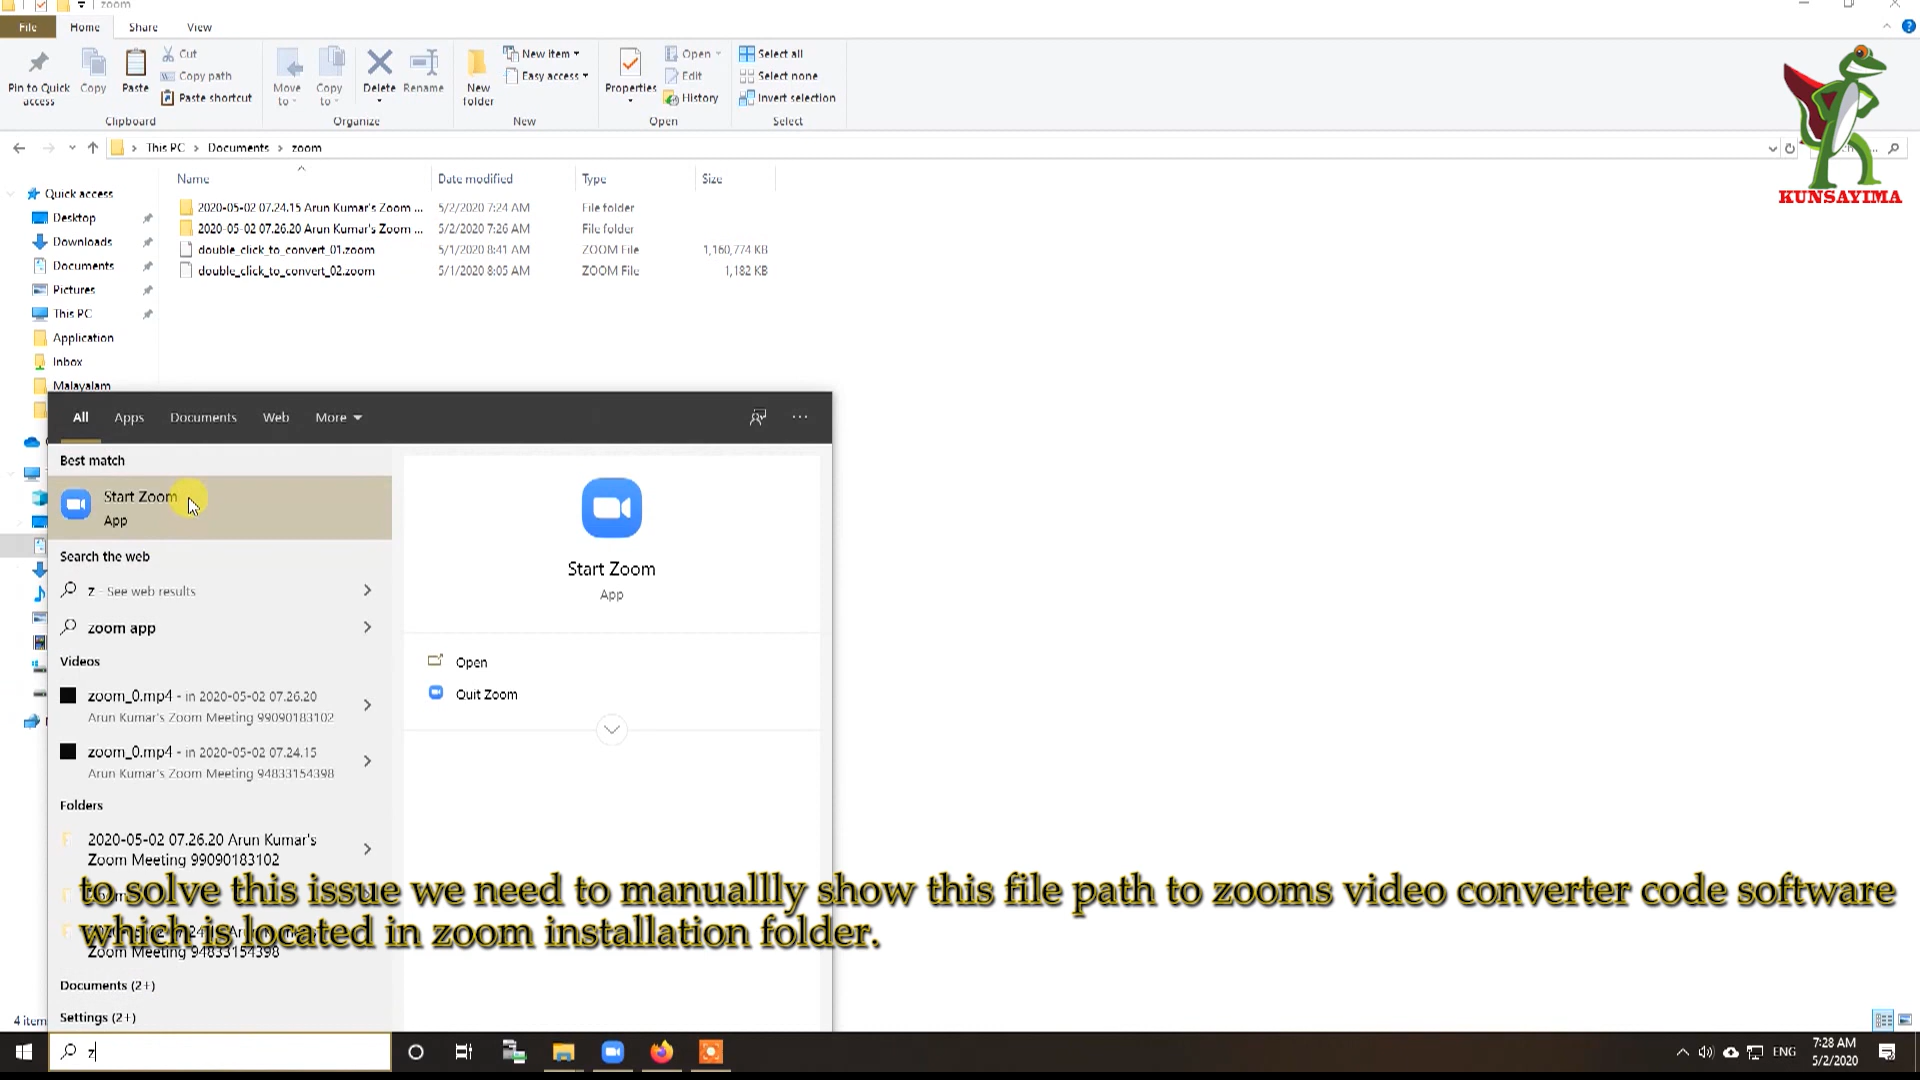 zoom
File Home Share View
Pin to Quick access
Copy
Paste
Cut
Copy path
Paste shortcut
Clipboard
Move to
Copy to
Delete
Rename
Organize
New folder
New item
Easy access
New
Properties
Open
Edit
History
Open
Select all
Select none
Invert selection
Select
KUNSAYIMA
This PC > Documents > zoom
Name Date modified Type Size
2020-05-02 07.24.15 Arun Kumar's Zoom ... 5/2/2020 7:24 AM File folder
2020-05-02 07.26.20 Arun Kumar's Zoom ... 5/2/2020 7:26 AM File folder
double_click_to_convert_01.zoom 5/1/2020 8:41 AM ZOOM File 1,160,774 KB
double_click_to_convert_02.zoom 5/1/2020 8:05 AM ZOOM File 1,182 KB
Quick access
Desktop
Downloads
Documents
Pictures
This PC
Application
Inbox
Malayalam
All Apps Documents Web More
Best match
Start Zoom
App
Search the web
z - See web results
zoom app
Videos
zoom_0.mp4 - in 2020-05-02 07.26.20
Arun Kumar's Zoom Meeting 99090183102
zoom_0.mp4 - in 2020-05-02 07.24.15
Arun Kumar's Zoom Meeting 94833154398
Folders
2020-05-02 07.26.20 Arun Kumar's
Zoom Meeting 99090183102
Zoom Meeting 94833154398
Documents (2+)
Settings (2+)
Start Zoom
App
Open
Quit Zoom
to solve this issue we need to manuallly show this file path to zooms video converter code software
which is located in zoom installation folder.
4 item
z
ENG
7:28 AM
5/2/2020